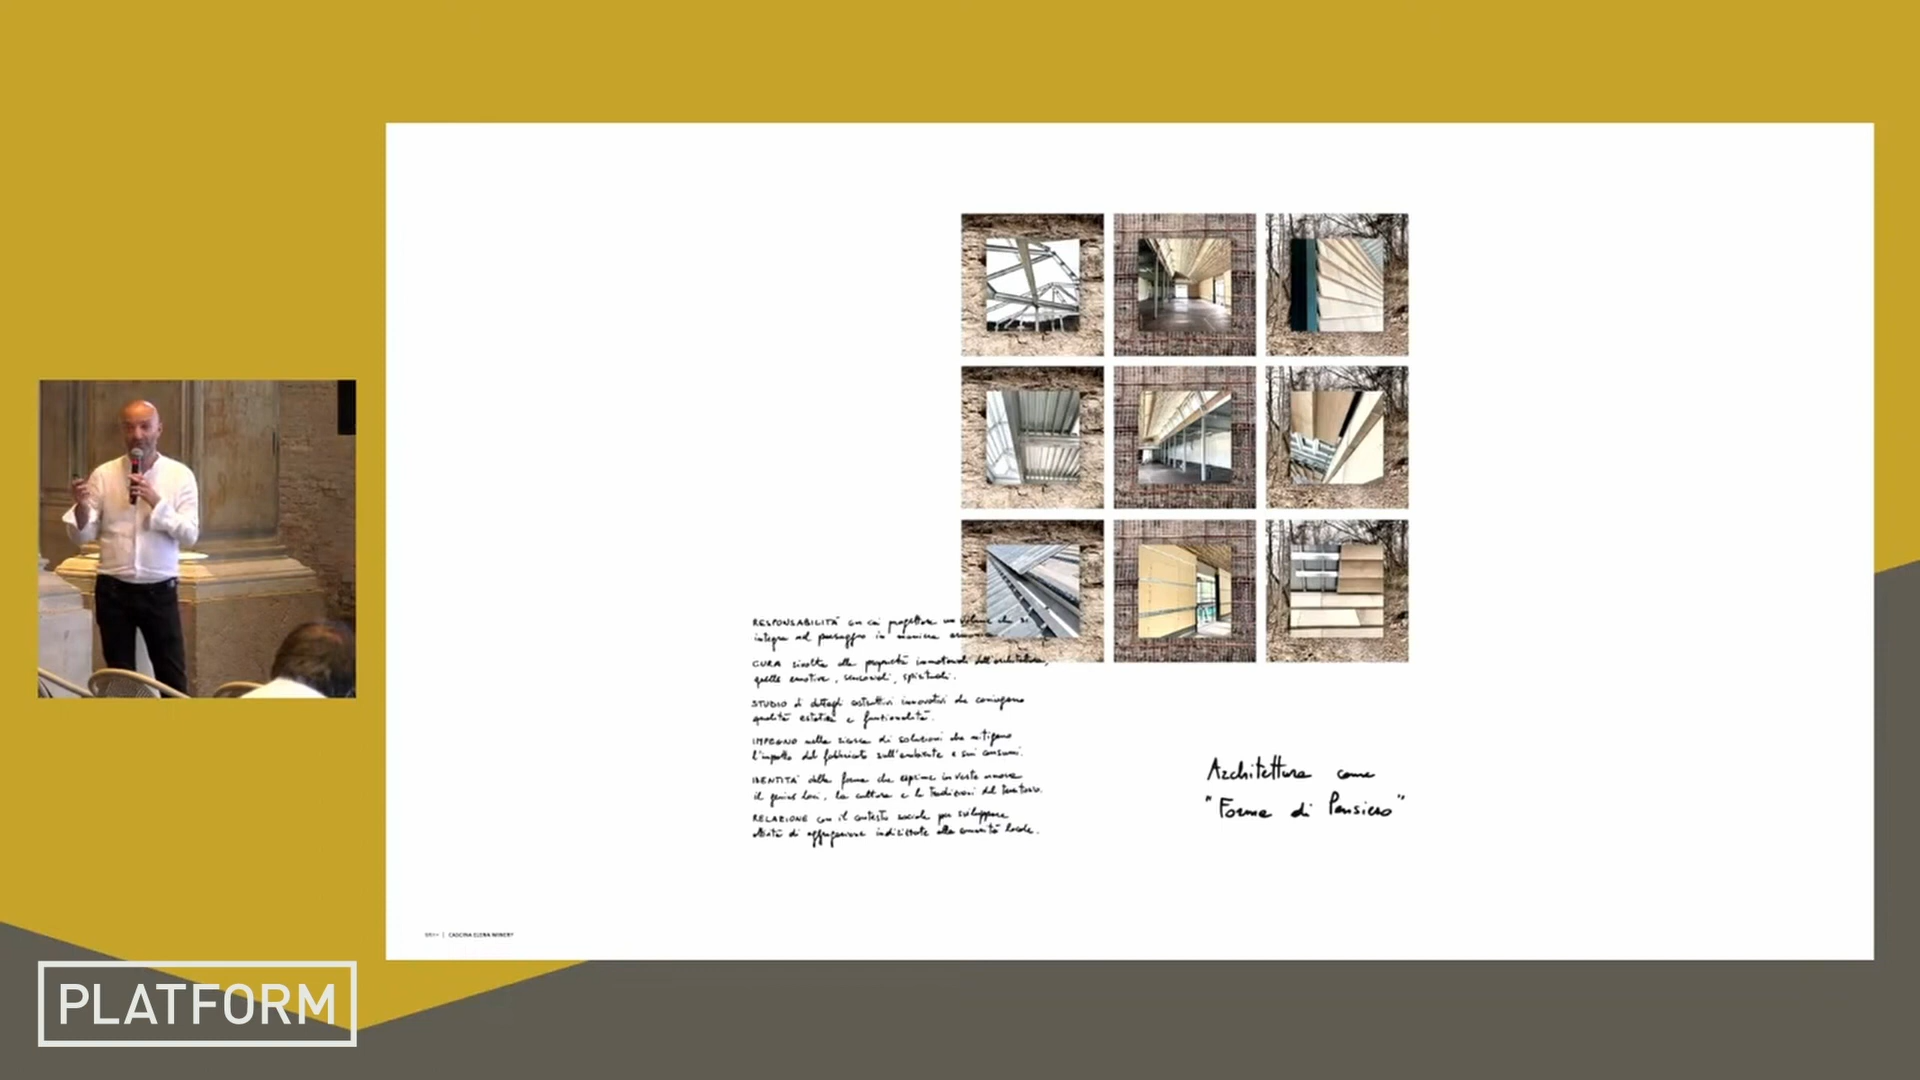 RESPONSABILITÀ con cui progettare un volume che si
integra nel paesaggio in maniera
CURA rivolta alle proprietà immateriali dell'architettura,
quelle emotive, sensoriali, spirituali.
STUDIO di dettagli costruttivi innovativi che coniugano
qualità estetica e funzionalità.
IMPEGNO nella ricerca di soluzioni che mitigano
l'impatto del fabbricato sull'ambiente e sui consumi.
IDENTITÀ della forma che esprime in veste nuova
il genius loci, la cultura e le tradizioni del territorio.
RELAZIONE con il contesto sociale per sviluppare
attività di aggregazione indirizzate alla comunità locale.
Architettura come
"Forma di Pensiero"
| CASCINA ELENA WINERY
PLATFORM